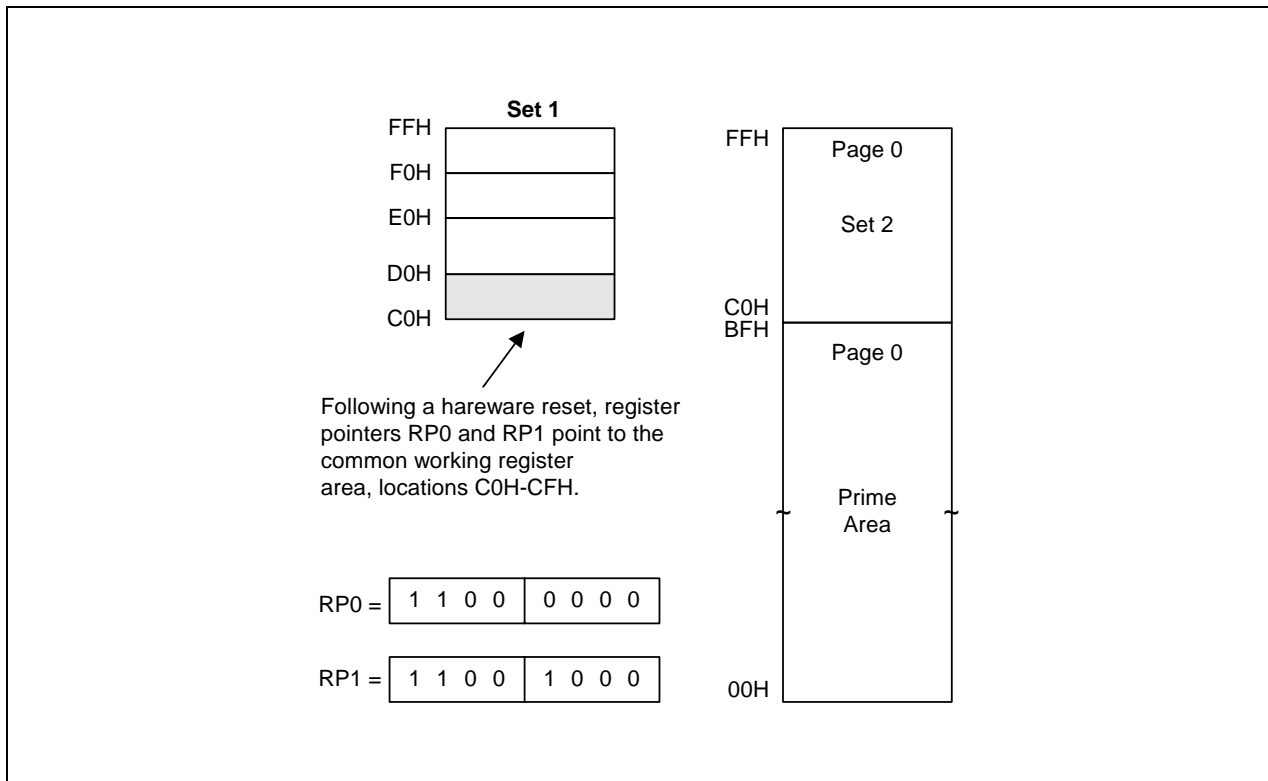 Set 1
FFH
F0H
E0H
D0H
C0H
Following a hareware reset, register
pointers RP0 and RP1 point to the
common working register
area, locations C0H-CFH.
RP0 = 1 1 0 0 0 0 0 0
RP1 = 1 1 0 0 1 0 0 0
FFH
Page 0
Set 2
C0H
BFH
Page 0
~ Prime ~
Area
00H